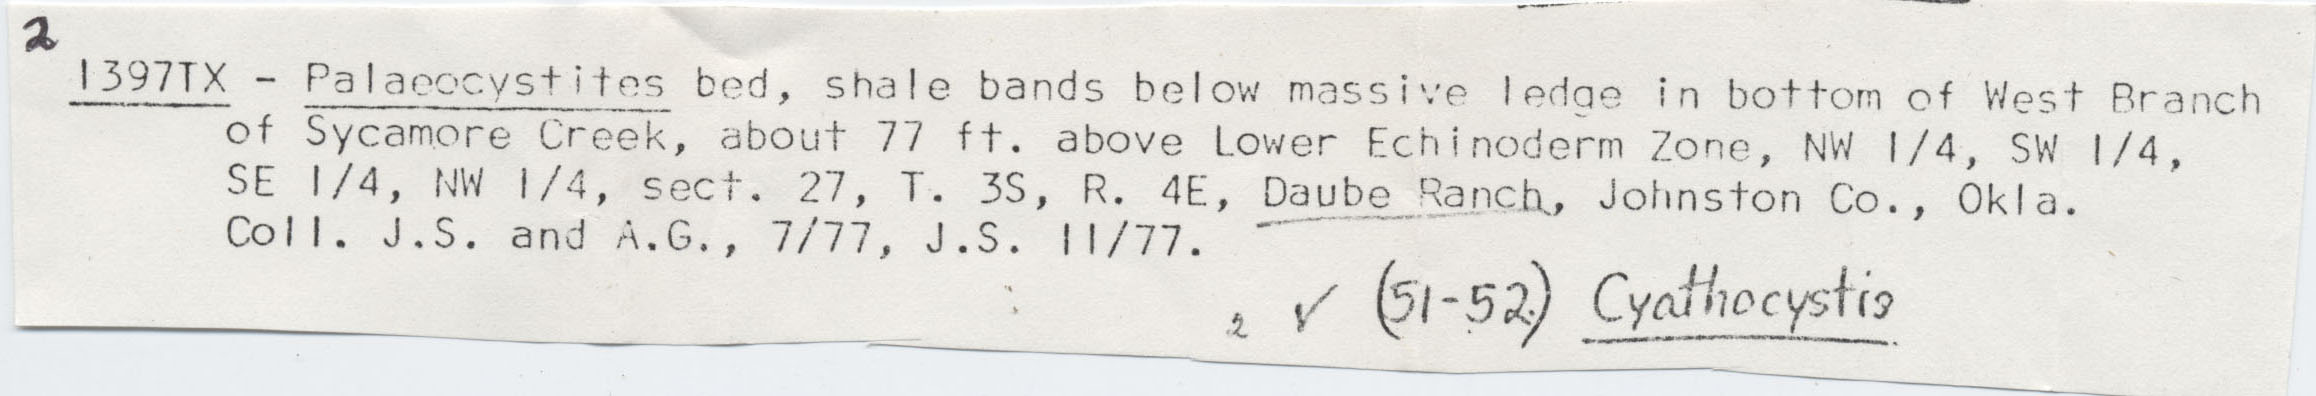 2
1397TX - Palaeocystites bed, shale bands below massive ledge in bottom of West Branch
of Sycamore Creek, about 77 ft. above Lower Echinoderm Zone, NW 1/4, SW 1/4,
SE 1/4, NW 1/4, sect. 27, T. 3S, R. 4E, Daube Ranch, Johnston Co., Okla.
Coll. J.S. and A.G., 7/77, J.S. 11/77.
2 ✓ (51-52) Cyathocystis